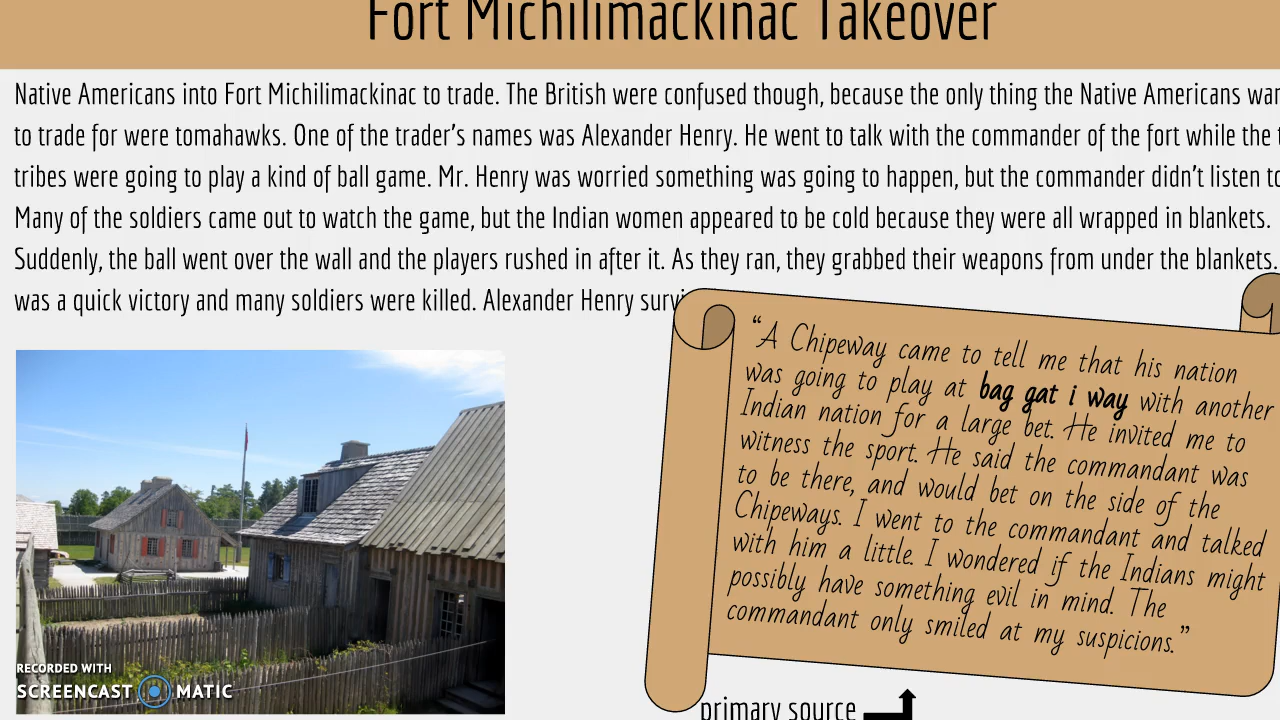 Fort Michilimackinac Takeover
Native Americans into Fort Michilimackinac to trade. The British were confused though, because the only thing the Native Americans
to trade for were tomahawks. One of the trader's names was Alexander Henry. He went to talk with the commander of the fort while the
tribes were going to play a kind of ball game. Mr. Henry was worried something was going to happen, but the commander didn't listen
Many of the soldiers came out to watch the game, but the Indian women appeared to be cold because they were all wrapped in blankets.
Suddenly, the ball went over the wall and the players rushed in after it. As they ran, they grabbed their weapons from under the blankets.
was a quick victory and many soldiers were killed. Alexander Henry
“A Chipeway came to tell me that his nation
was going to play at bag gat i way with another
Indian nation for a large bet. He invited me to
witness the sport. He said the commandant was
to be there, and would bet on the side of the
Chipeways. I went to the commandant and talked
with him a little. I wondered if the Indians might
possibly have something evil in mind. The
commandant only smiled at my suspicions.”
RECORDED WITH
SCREENCAST MATIC
primary source